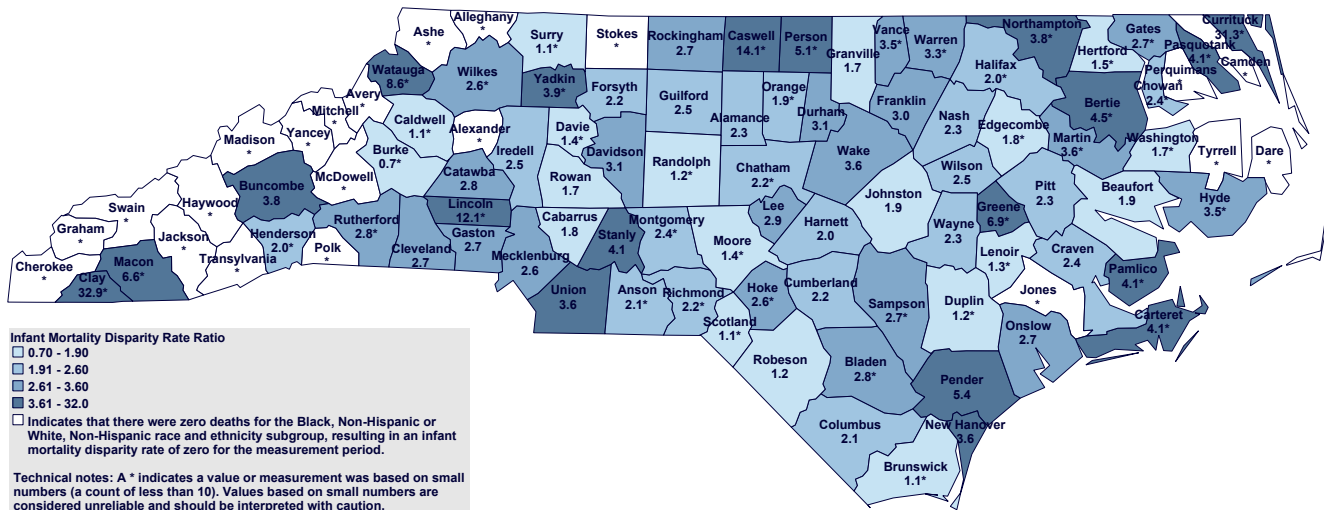 Alleghany
*
Ashe
*
Surry
1.1*
Stokes
*
Rockingham
2.7
Caswell
14.1*
Person
5.1*
Granville
1.7
Vance
3.5*
Warren
3.3*
Northampton
3.8*
Hertford
1.5*
Gates
2.7*
Currituck
31.3*
Pasquotank
4.1*
Camden
*
Perquimans
*
Chowan
2.4*
Halifax
2.0*
Bertie
4.5*
Watauga
8.6*
Wilkes
2.6*
Yadkin
3.9*
Forsyth
2.2
Guilford
2.5
Alamance
2.3
Orange
1.9*
Durham
3.1
Franklin
3.0
Nash
2.3
Edgecombe
1.8*
Martin
3.6*
Washington
1.7*
Tyrrell
*
Dare
*
Avery
*
Mitchell
*
Yancey
*
Madison
*
Caldwell
1.1*
Alexander
*
Davie
1.4*
Iredell
2.5
Davidson
3.1
Randolph
1.2*
Chatham
2.2*
Wake
3.6
Wilson
2.5
Pitt
2.3
Beaufort
1.9
Hyde
3.5*
Burke
0.7*
McDowell
*
Buncombe
3.8
Haywood
*
Swain
*
Graham
*
Cherokee
*
Clay
32.9*
Macon
6.6*
Jackson
*
Transylvania
*
Henderson
2.0*
Polk
*
Rutherford
2.8*
Cleveland
2.7
Catawba
2.8
Lincoln
12.1*
Gaston
2.7
Rowan
1.7
Cabarrus
1.8
Mecklenburg
2.6
Stanly
4.1
Montgomery
2.4*
Moore
1.4*
Lee
2.9
Harnett
2.0
Johnston
1.9
Wayne
2.3
Greene
6.9*
Lenoir
1.3*
Craven
2.4
Pamlico
4.1*
Jones
*
Carteret
4.1*
Onslow
2.7
Duplin
1.2*
Sampson
2.7*
Cumberland
2.2
Hoke
2.6*
Richmond
2.2*
Scotland
1.1*
Anson
2.1*
Union
3.6
Robeson
1.2
Bladen
2.8*
Pender
5.4
New Hanover
3.6
Columbus
2.1
Brunswick
1.1*
Infant Mortality Disparity Rate Ratio
0.70 - 1.90
1.91 - 2.60
2.61 - 3.60
3.61 - 32.0
Indicates that there were zero deaths for the Black, Non-Hispanic or
White, Non-Hispanic race and ethnicity subgroup, resulting in an infant
mortality disparity rate of zero for the measurement period.
Technical notes: A * indicates a value or measurement was based on small
numbers (a count of less than 10). Values based on small numbers are
considered unreliable and should be interpreted with caution.